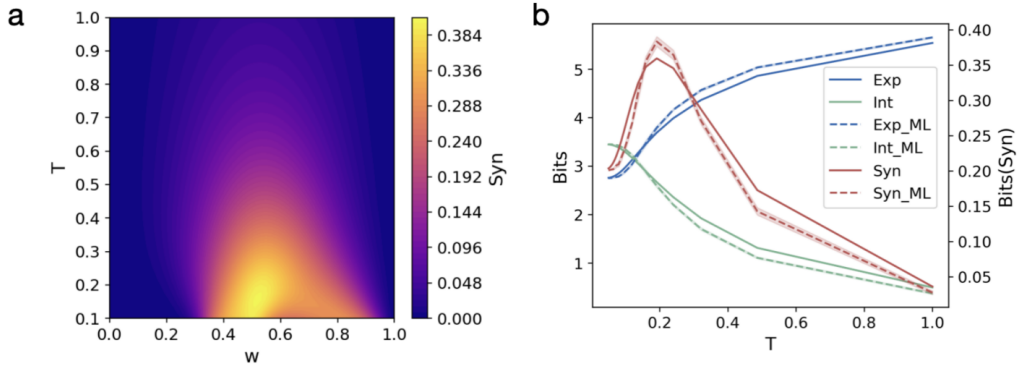 a
1.0
0.9
0.8
0.7
0.6
0.5
0.4
0.3
0.2
0.1
T
0.0 0.2 0.4 0.6 0.8 1.0
w
0.384
0.336
0.288
0.240
0.192
0.144
0.096
0.048
0.000
Syn
b
5
4
3
2
1
Bits
0.2 0.4 0.6 0.8 1.0
T
Exp
Int
Exp_ML
Int_ML
Syn
Syn_ML
0.40
0.35
0.30
0.25
0.20
0.15
0.10
0.05
Bits(Syn)